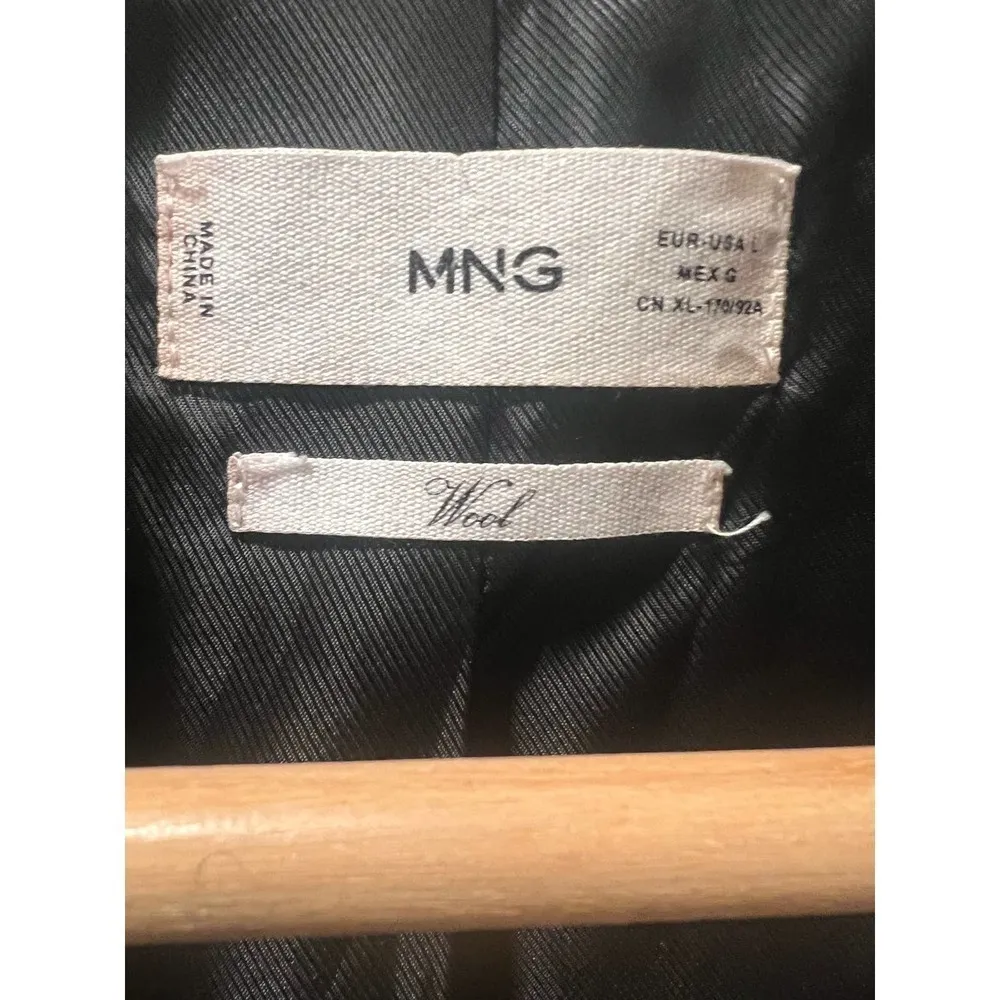 MADE IN
CHINA
MNG
EUR-USA L
MEX G
CN XL-170/92A
Wool